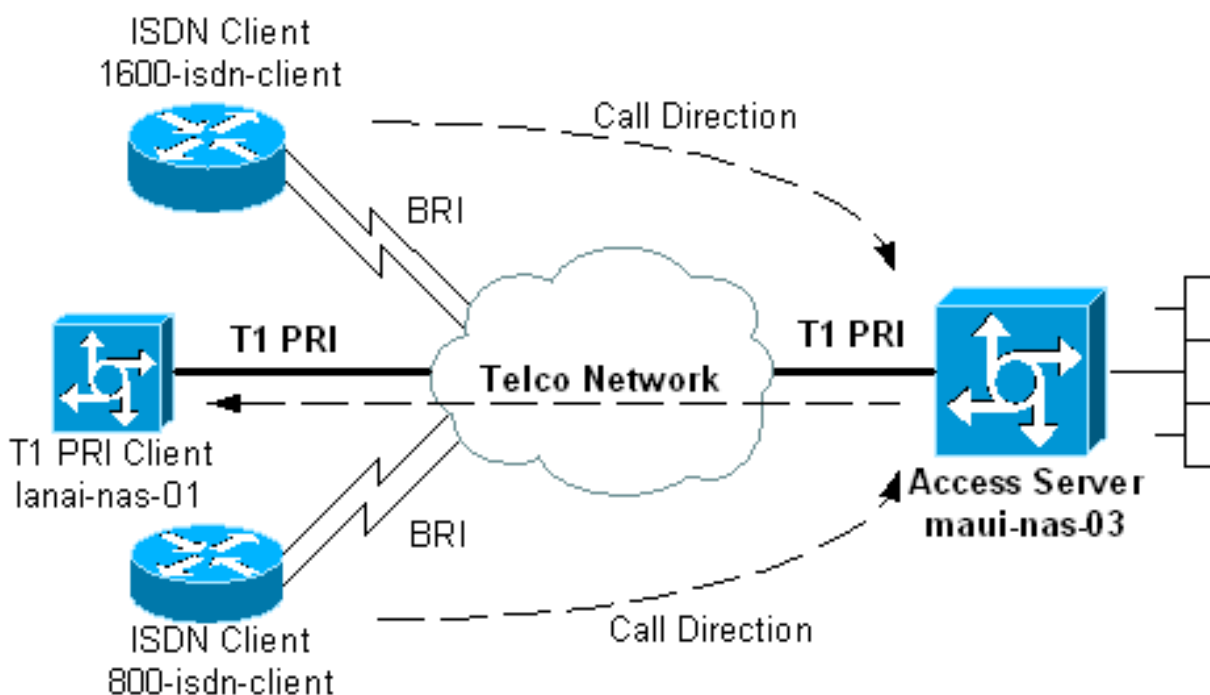 ISDN Client
1600-isdn-client
Call Direction
BRI
T1 PRI
T1 PRI
Telco Network
T1 PRI Client
lanai-nas-01
Access Server
maui-nas-03
BRI
ISDN Client
800-isdn-client
Call Direction